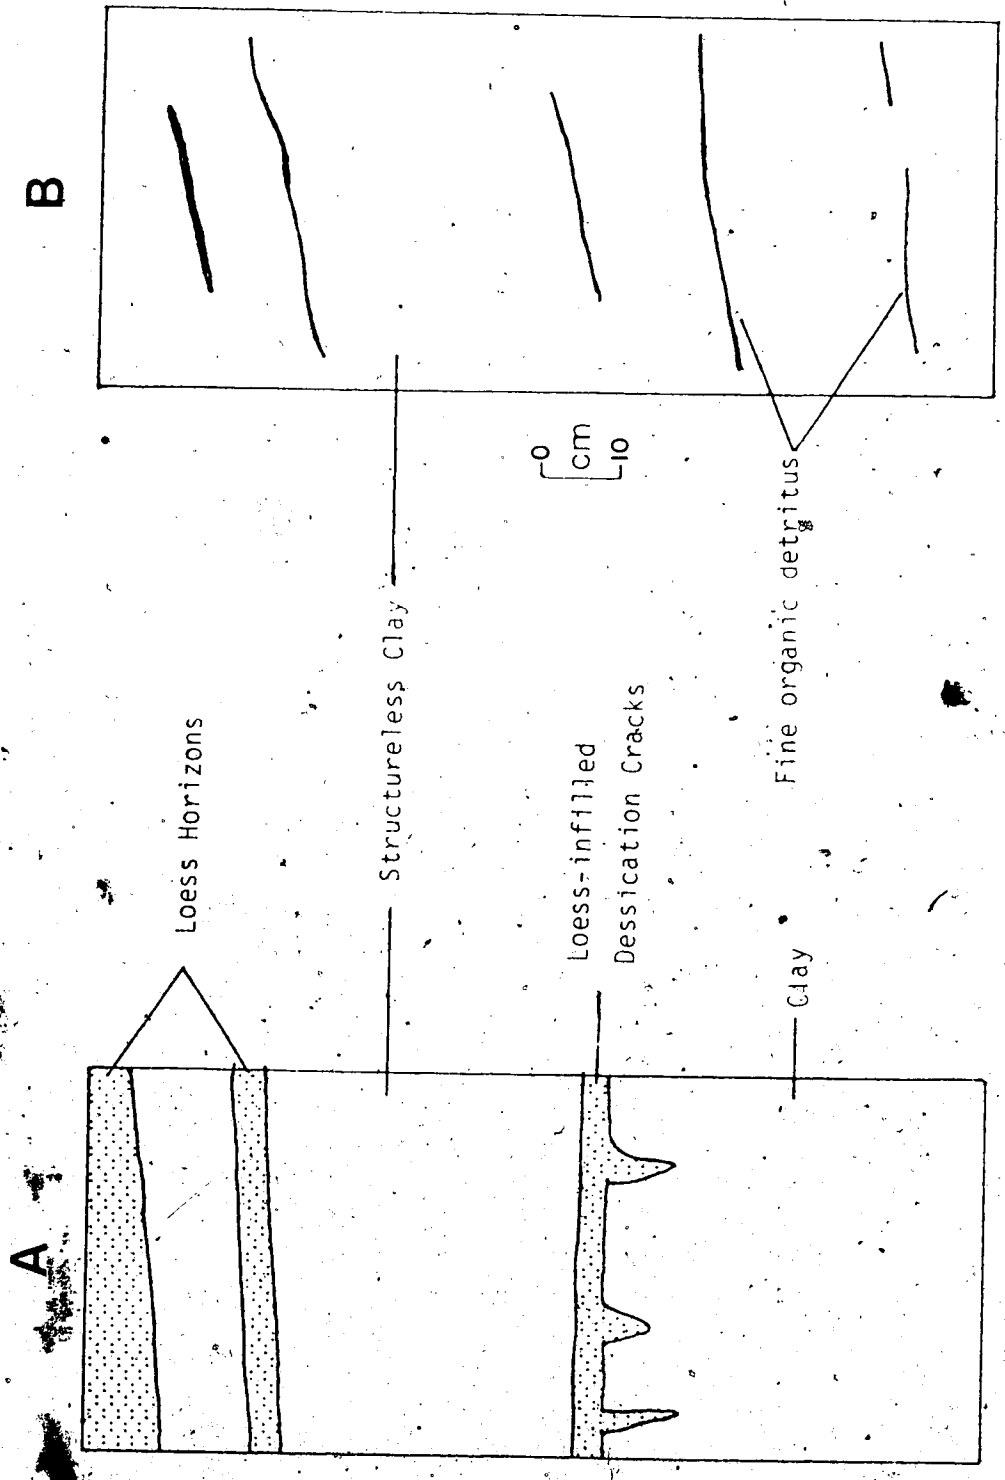 A
B
Loess Horizons
Structureless Clay
Loess-infilled
Dessication Cracks
Clay
0
cm
10
Fine organic detritus